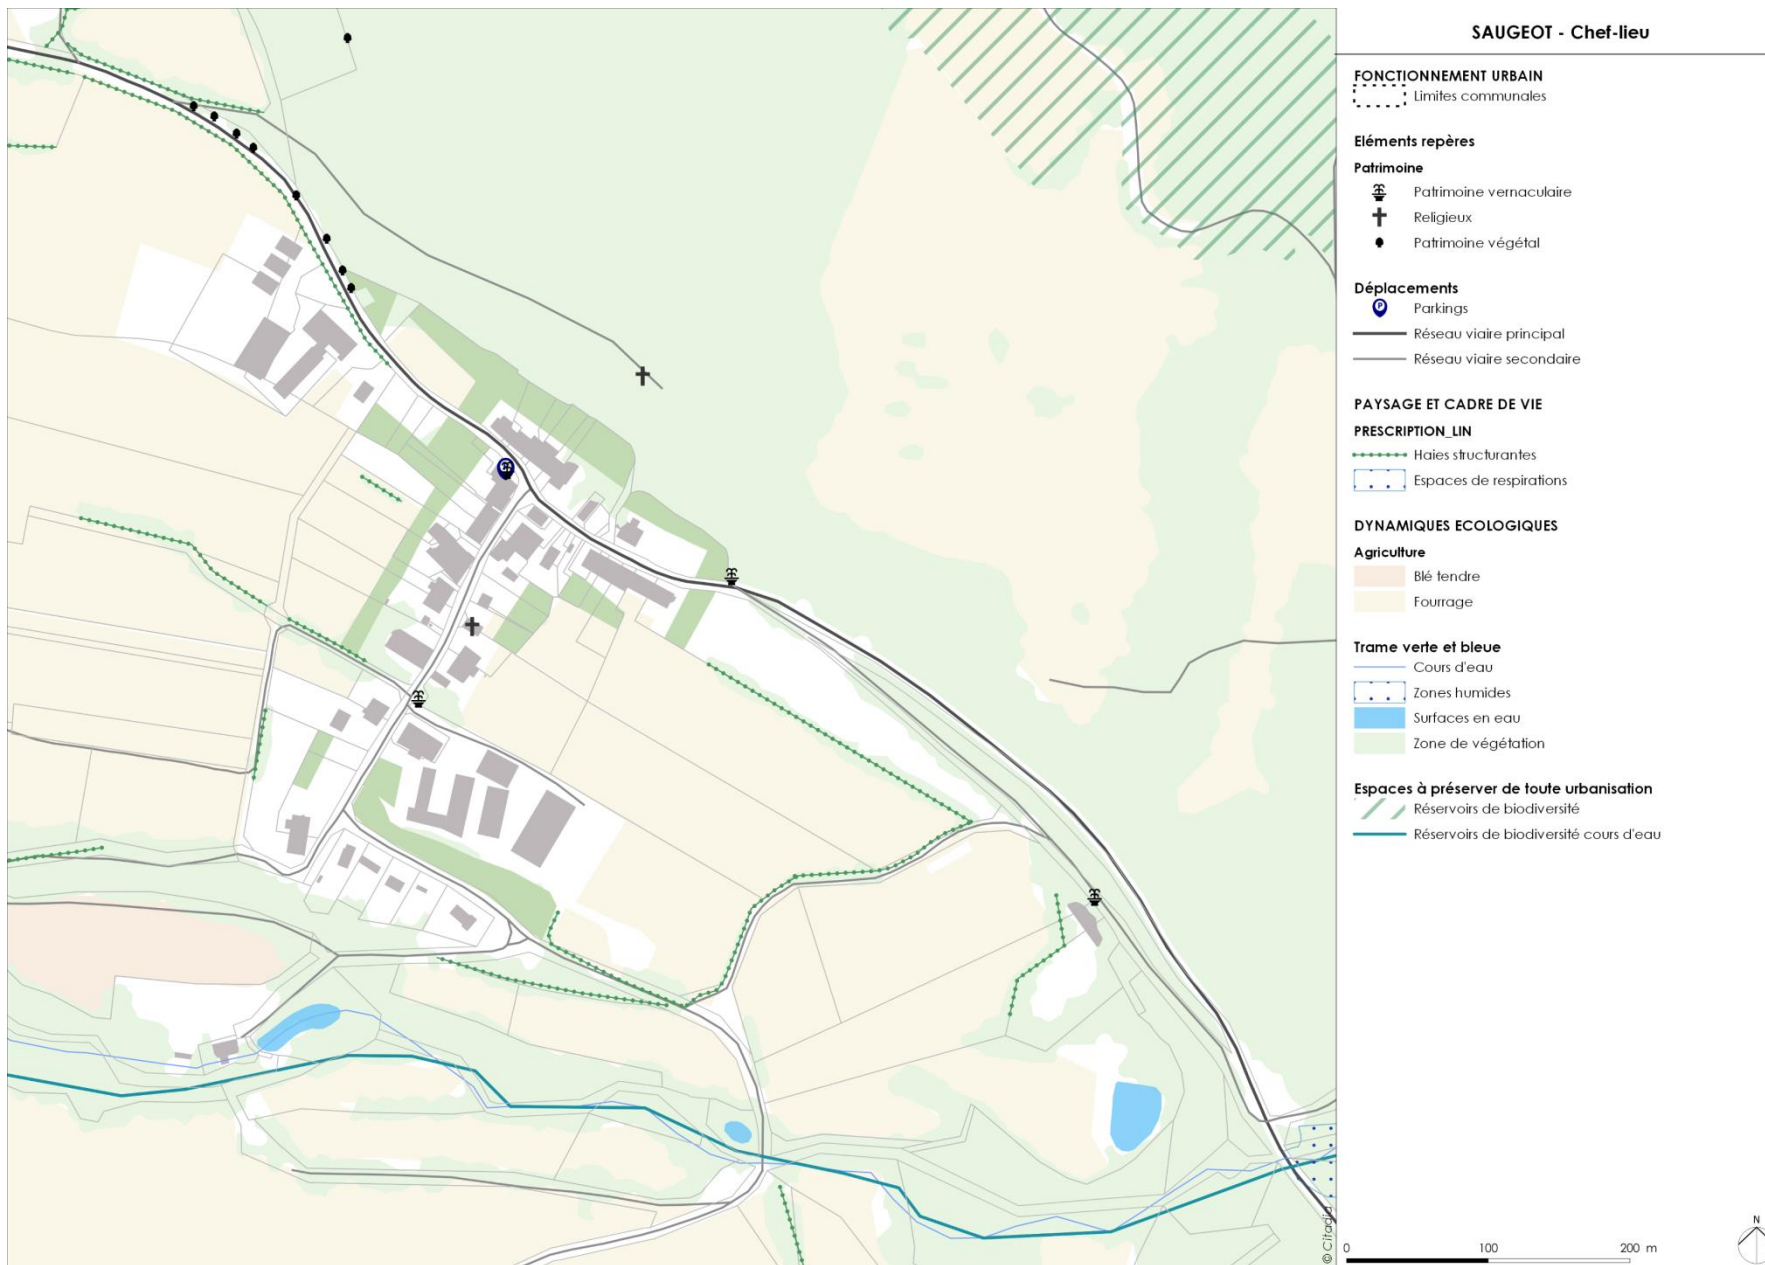 SAUGEOT - Chef-lieu
FONCTIONNEMENT URBAIN
Limites communales
Eléments repères
Patrimoine
Patrimoine vernaculaire
Religieux
Patrimoine végétal
Déplacements
P
Parkings
Réseau viaire principal
Réseau viaire secondaire
PAYSAGE ET CADRE DE VIE
PRESCRIPTION_LIN
Haies structurantes
Espaces de respirations
DYNAMIQUES ECOLOGIQUES
Agriculture
Blé tendre
Fourrage
Trame verte et bleue
Cours d'eau
Zones humides
Surfaces en eau
Zone de végétation
Espaces à préserver de toute urbanisation
Réservoirs de biodiversité
Réservoirs de biodiversité cours d'eau
© Citadia
0 100 200 m
N